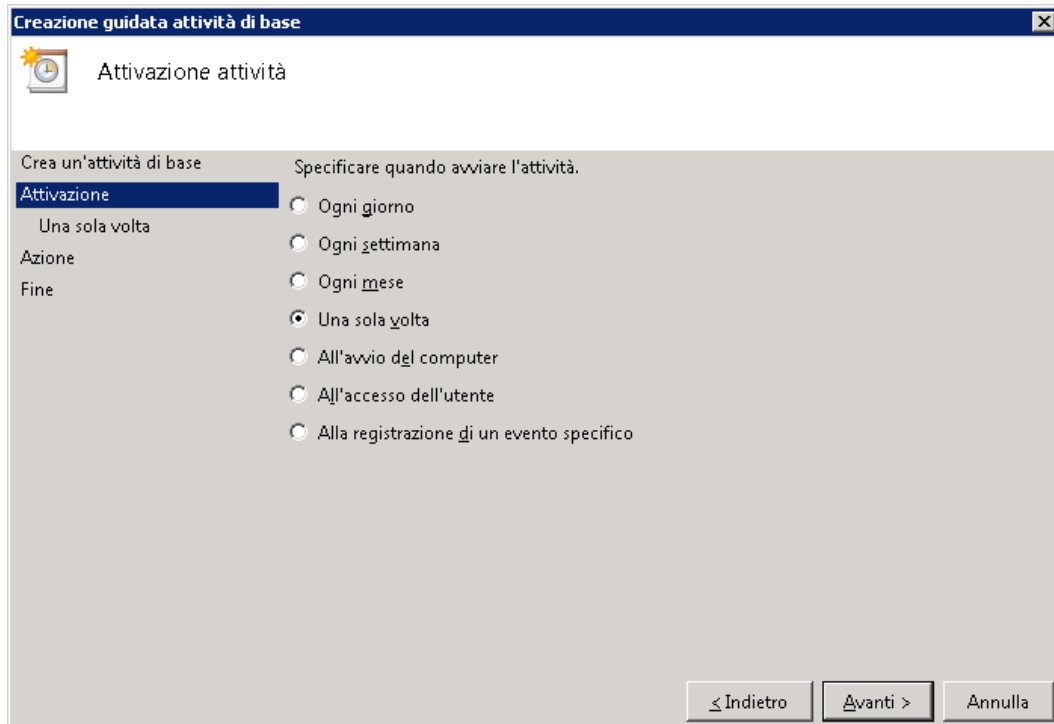 Creazione guidata attività di base
Attivazione attività
Crea un'attività di base
Attivazione
Una sola volta
Azione
Fine
Specificare quando avviare l'attività.
Ogni giorno
Ogni settimana
Ogni mese
Una sola volta
All'avvio del computer
All'accesso dell'utente
Alla registrazione di un evento specifico
< Indietro
Avanti >
Annulla